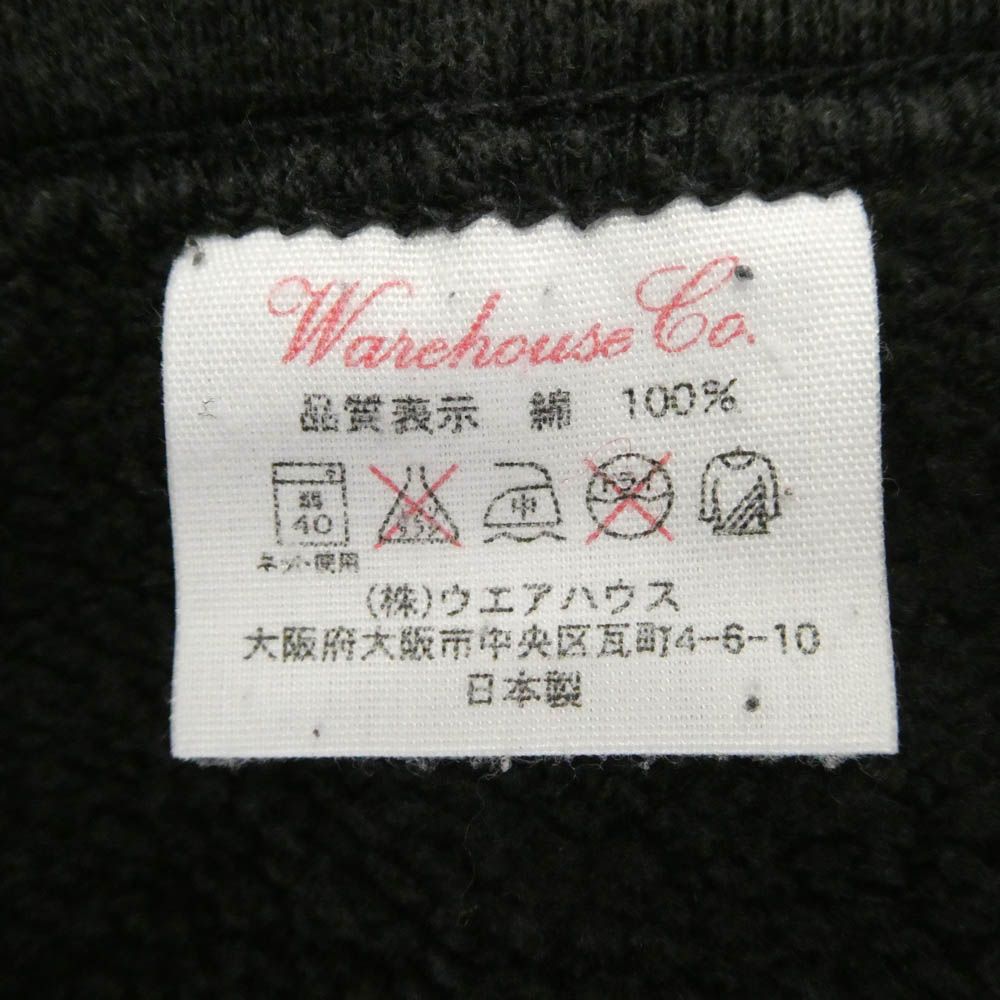 Warehouse Co.
品質表示 綿 100%
弱 40 中
ネット使用
(株)ウエアハウス
大阪府大阪市中央区瓦町4-6-10
日本製